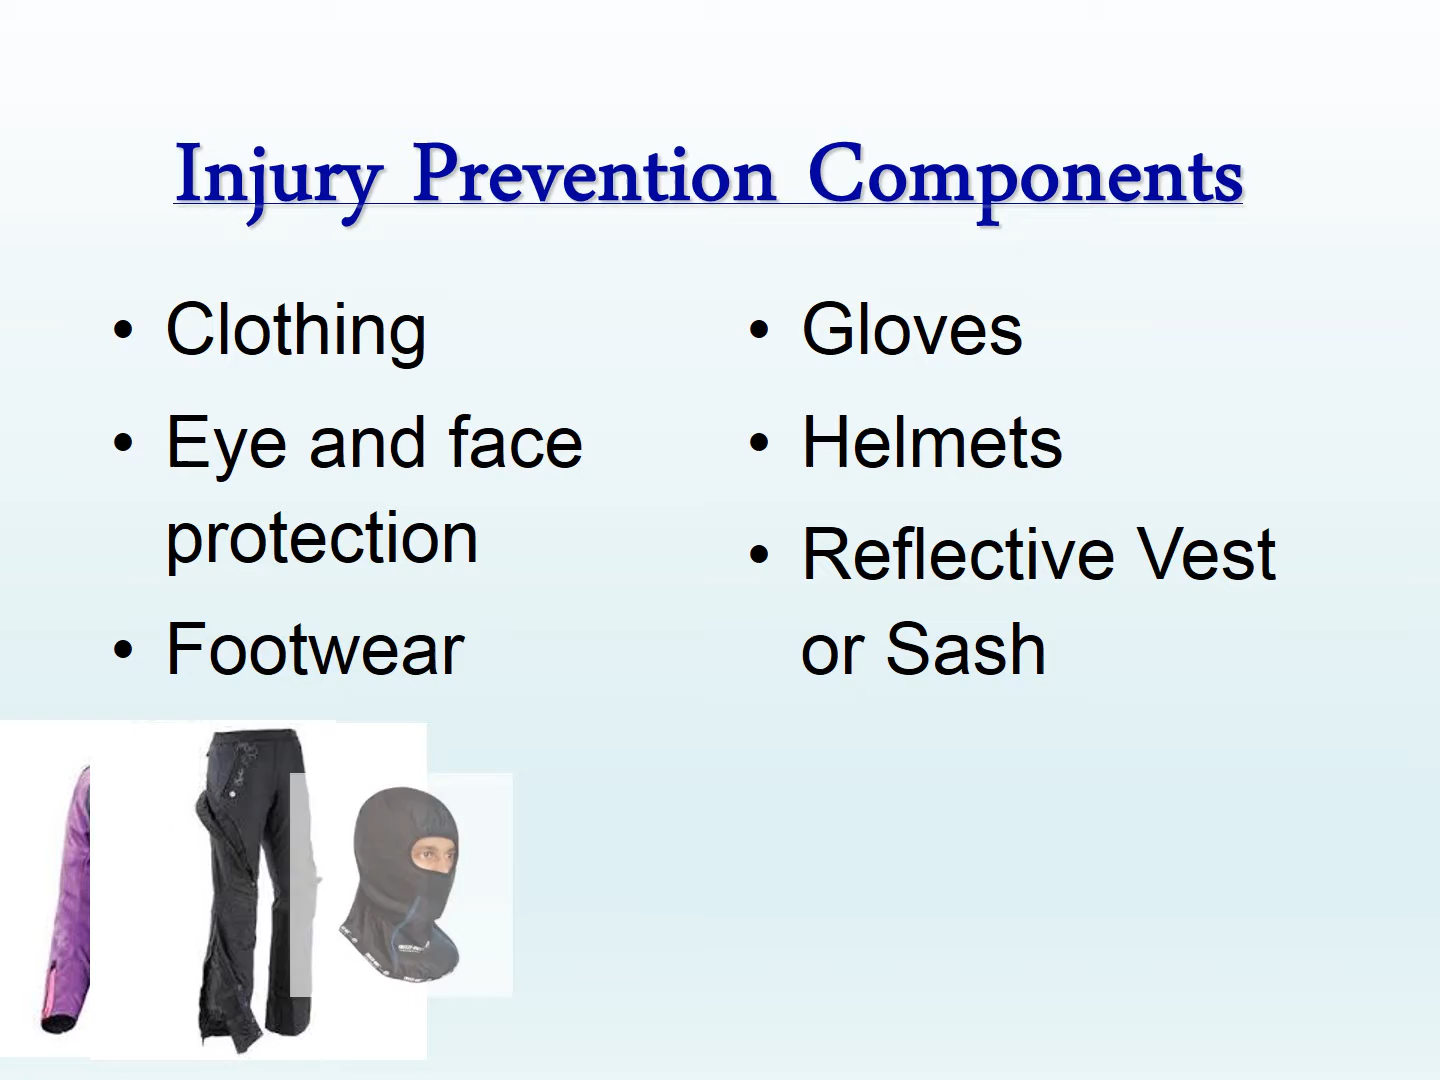 Injury Prevention Components
• Clothing
• Eye and face
protection
• Footwear
• Gloves
• Helmets
• Reflective Vest
or Sash